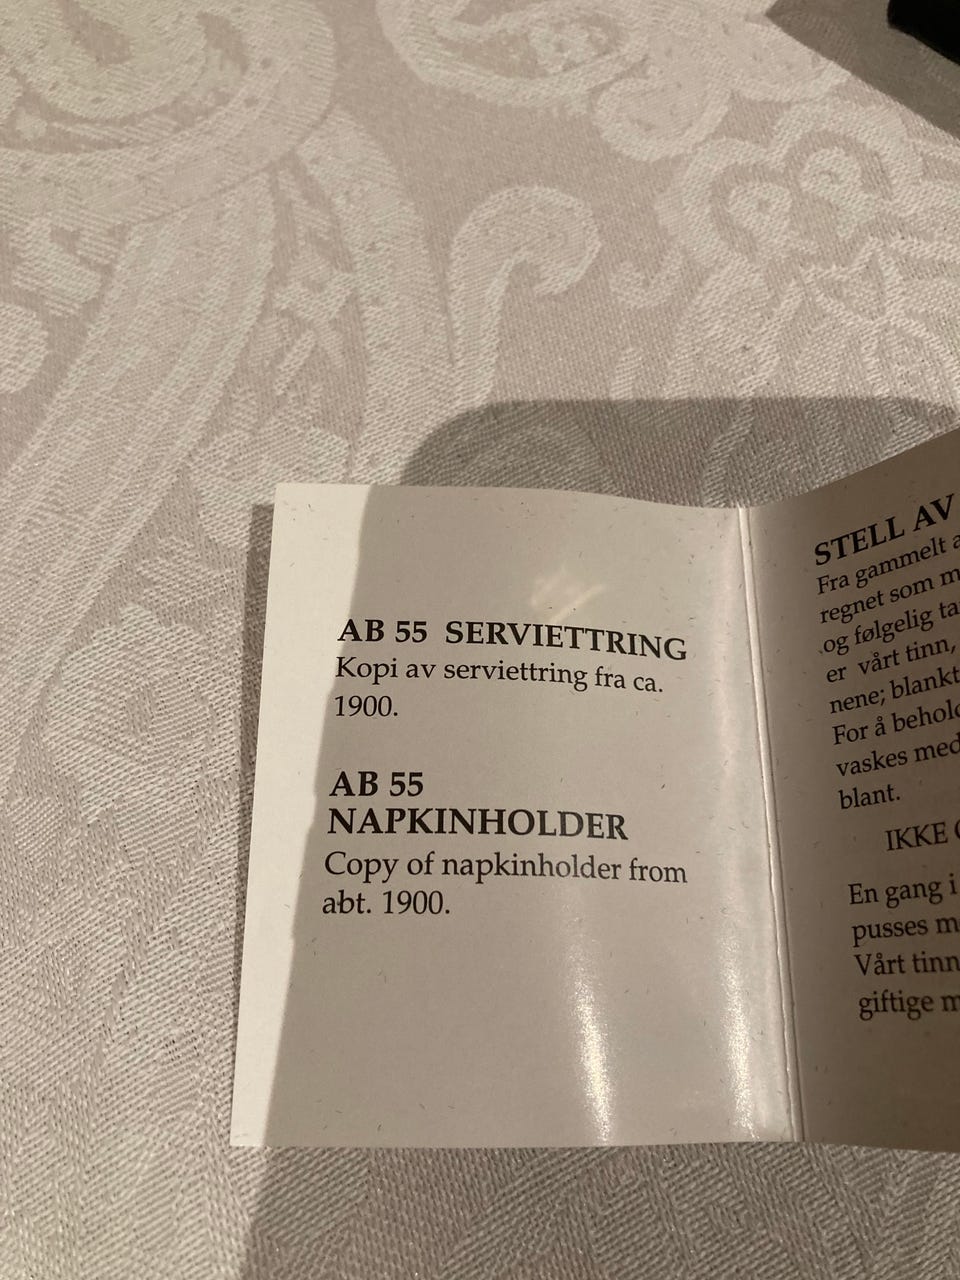 AB 55 SERVIETTRING
Kopi av serviettring fra ca.
1900.
AB 55
NAPKINHOLDER
Copy of napkinholder from
abt. 1900.
STELL AV
Fra gammelt
regnet som
og følgelig
er vårt tinn,
nene; blankt
For å
vaskes med
blant.
IKKE
En gang i
pusses
Vårt tinn
giftige